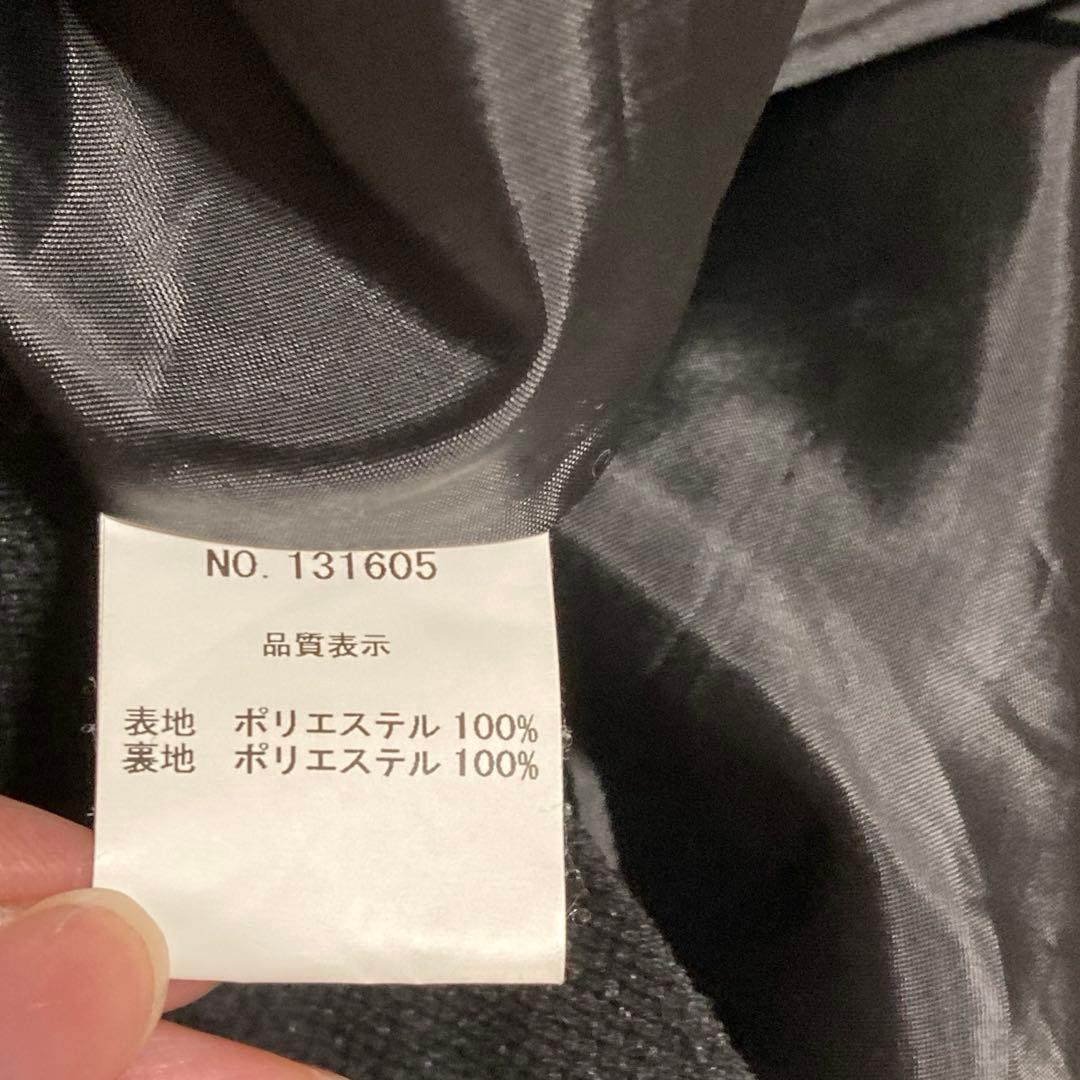 NO. 131605
品質表示
表地 ポリエステル 100%
裏地 ポリエステル 100%